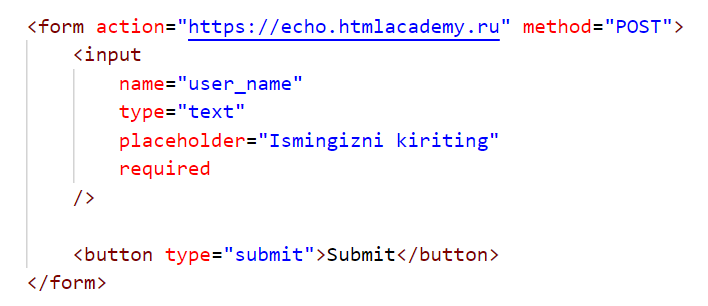 <form action="https://echo.htmlacademy.ru" method="POST">
    <input
        name="user_name"
        type="text"
        placeholder="Ismingizni kiriting"
        required
    />

    <button type="submit">Submit</button>
</form>